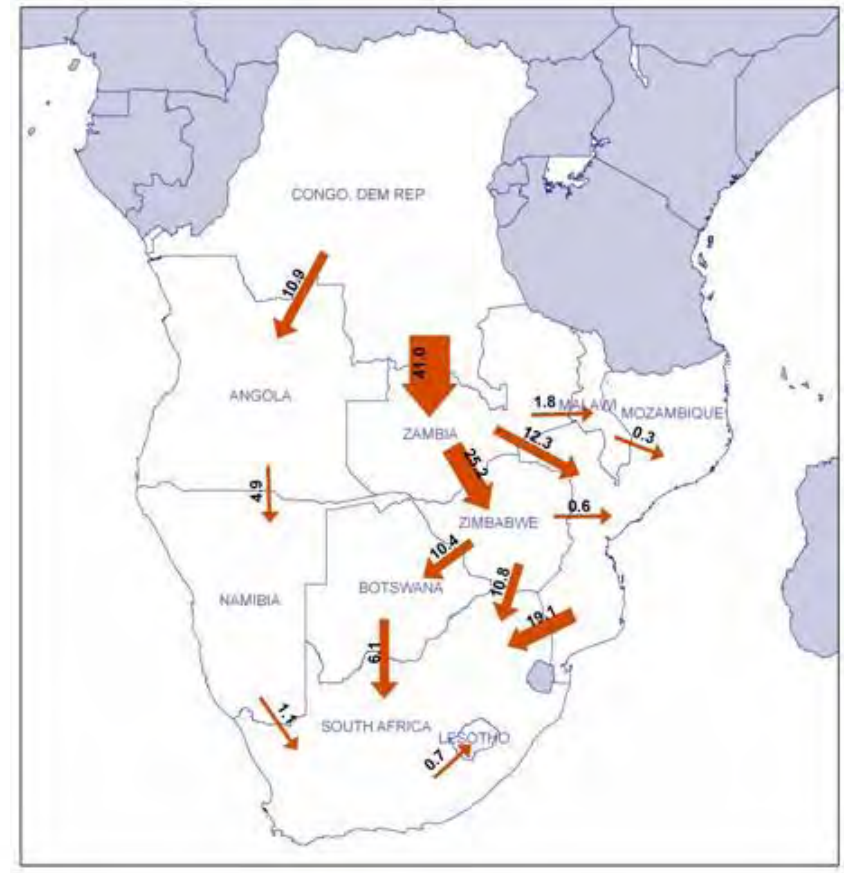 CONGO, DEM REP
10.9
41.0
ANGOLA
1.8
MALAWI
MOZAMBIQUE
ZAMBIA
12.3
0.3
25.2
4.9
0.6
ZIMBABWE
10.4
10.8
BOTSWANA
NAMIBIA
19.1
6.1
1.1
SOUTH AFRICA
LESOTHO
0.7